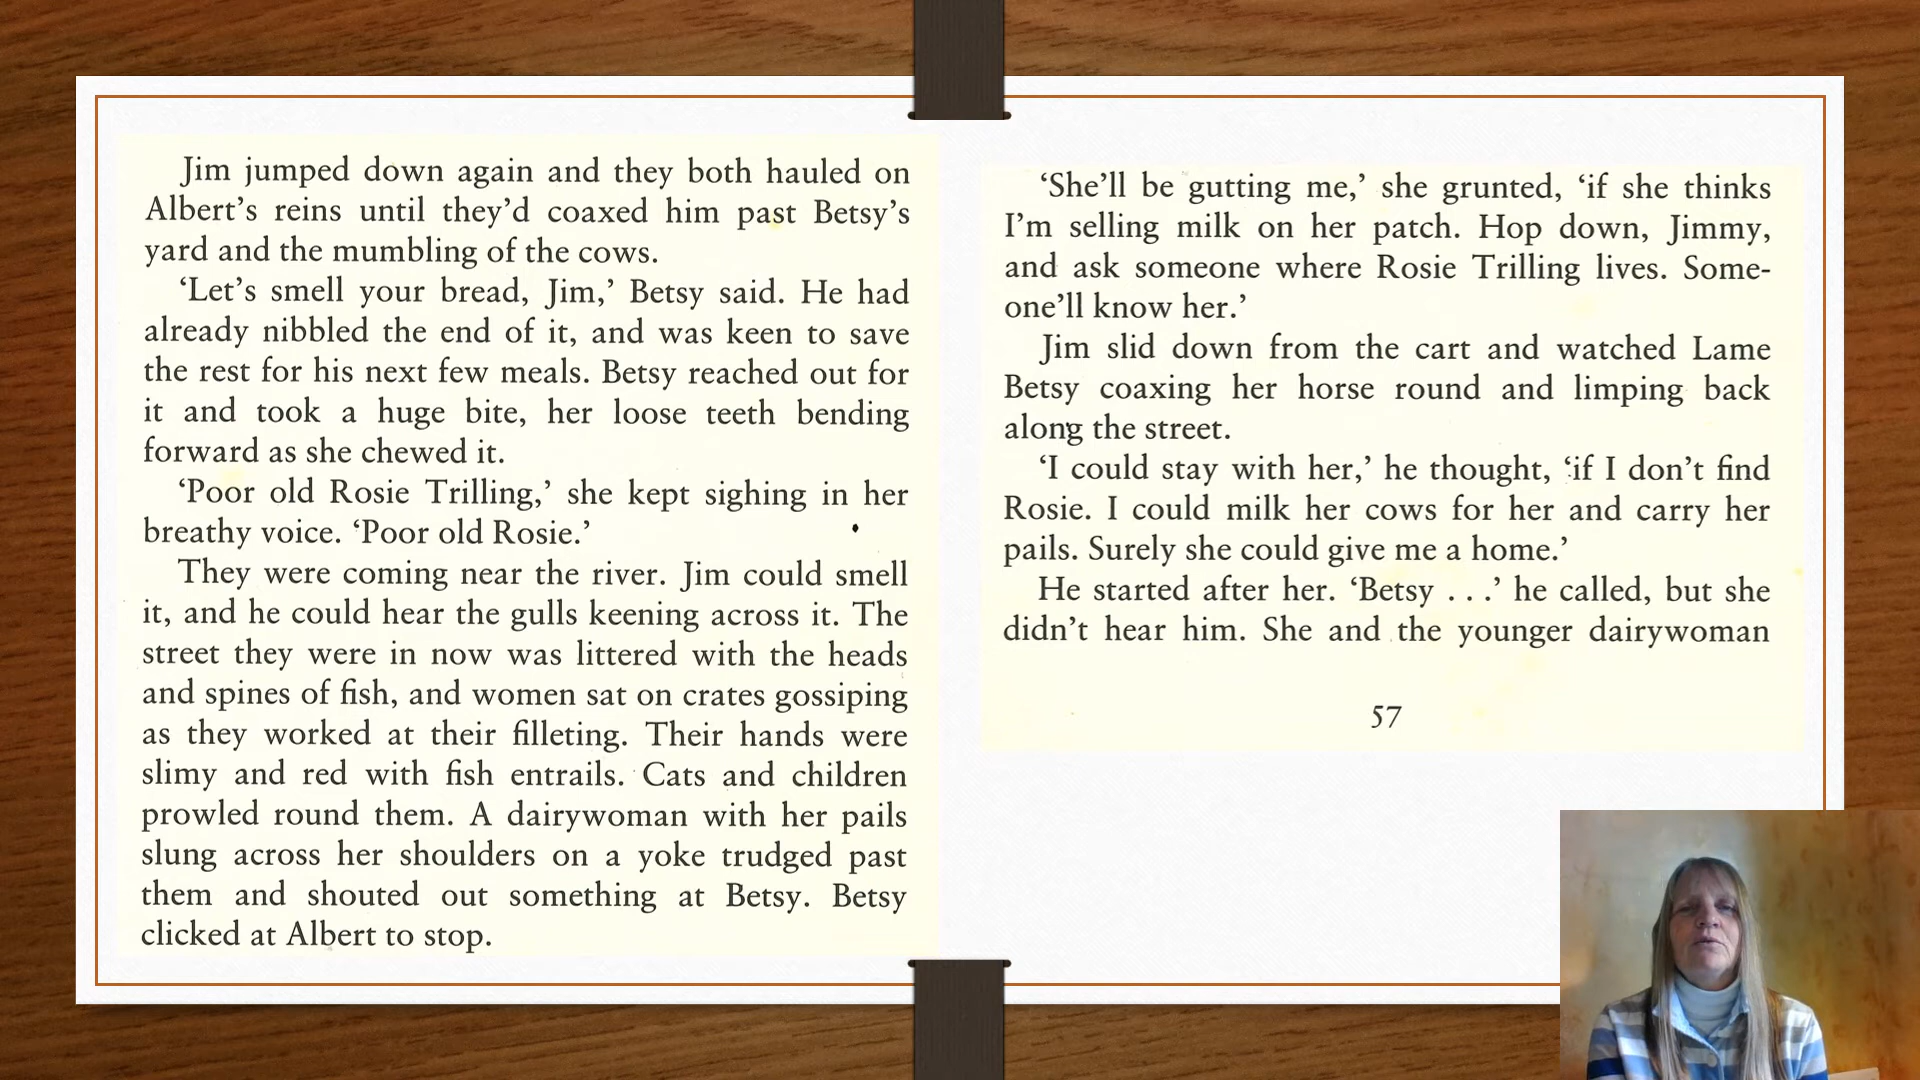 Jim jumped down again and they both hauled on
Albert’s reins until they’d coaxed him past Betsy’s
yard and the mumbling of the cows.
‘Let’s smell your bread, Jim,’ Betsy said. He had
already nibbled the end of it, and was keen to save
the rest for his next few meals. Betsy reached out for
it and took a huge bite, her loose teeth bending
forward as she chewed it.
‘Poor old Rosie Trilling,’ she kept sighing in her
breathy voice. ‘Poor old Rosie.’
They were coming near the river. Jim could smell
it, and he could hear the gulls keening across it. The
street they were in now was littered with the heads
and spines of fish, and women sat on crates gossiping
as they worked at their filleting. Their hands were
slimy and red with fish entrails. Cats and children
prowled round them. A dairywoman with her pails
slung across her shoulders on a yoke trudged past
them and shouted out something at Betsy. Betsy
clicked at Albert to stop.
‘She’ll be gutting me,’ she grunted, ‘if she thinks
I’m selling milk on her patch. Hop down, Jimmy,
and ask someone where Rosie Trilling lives. Some-
one’ll know her.’
Jim slid down from the cart and watched Lame
Betsy coaxing her horse round and limping back
along the street.
‘I could stay with her,’ he thought, ‘if I don’t find
Rosie. I could milk her cows for her and carry her
pails. Surely she could give me a home.’
He started after her. ‘Betsy . . .’ he called, but she
didn’t hear him. She and the younger dairywoman
57